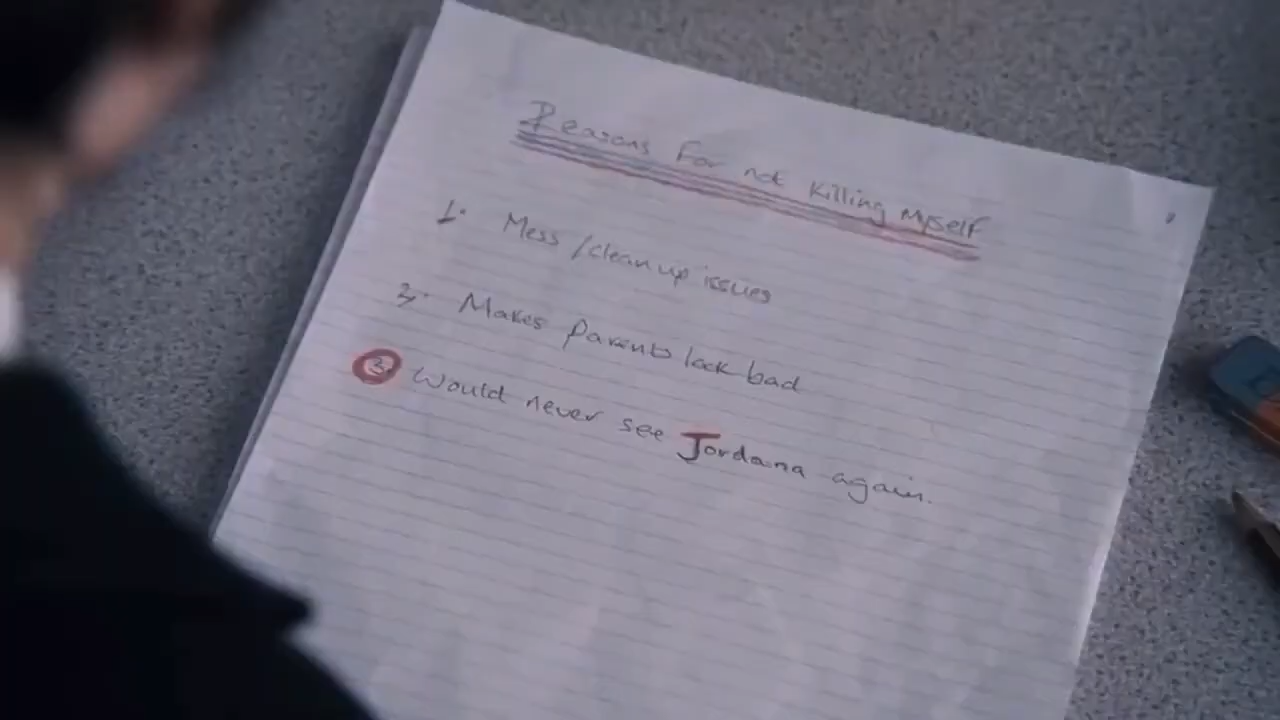 Reasons For not Killing Myself
1. Mess / clean up issues
2. Makes Parents look bad
3 Would never see Jordana again.